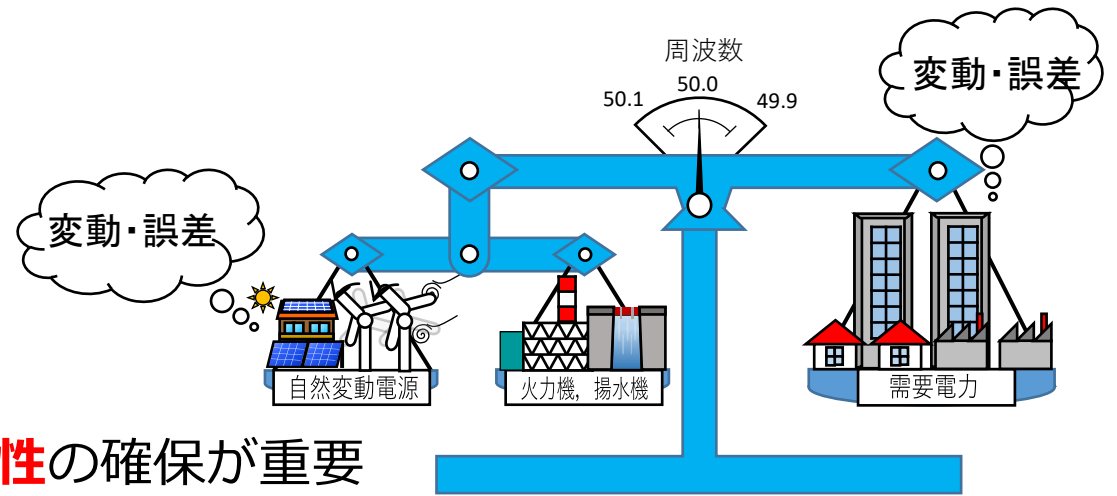 周波数
50.1 50.0 49.9
変動・誤差
変動・誤差
自然変動電源
火力機，揚水機
需要電力
性の確保が重要